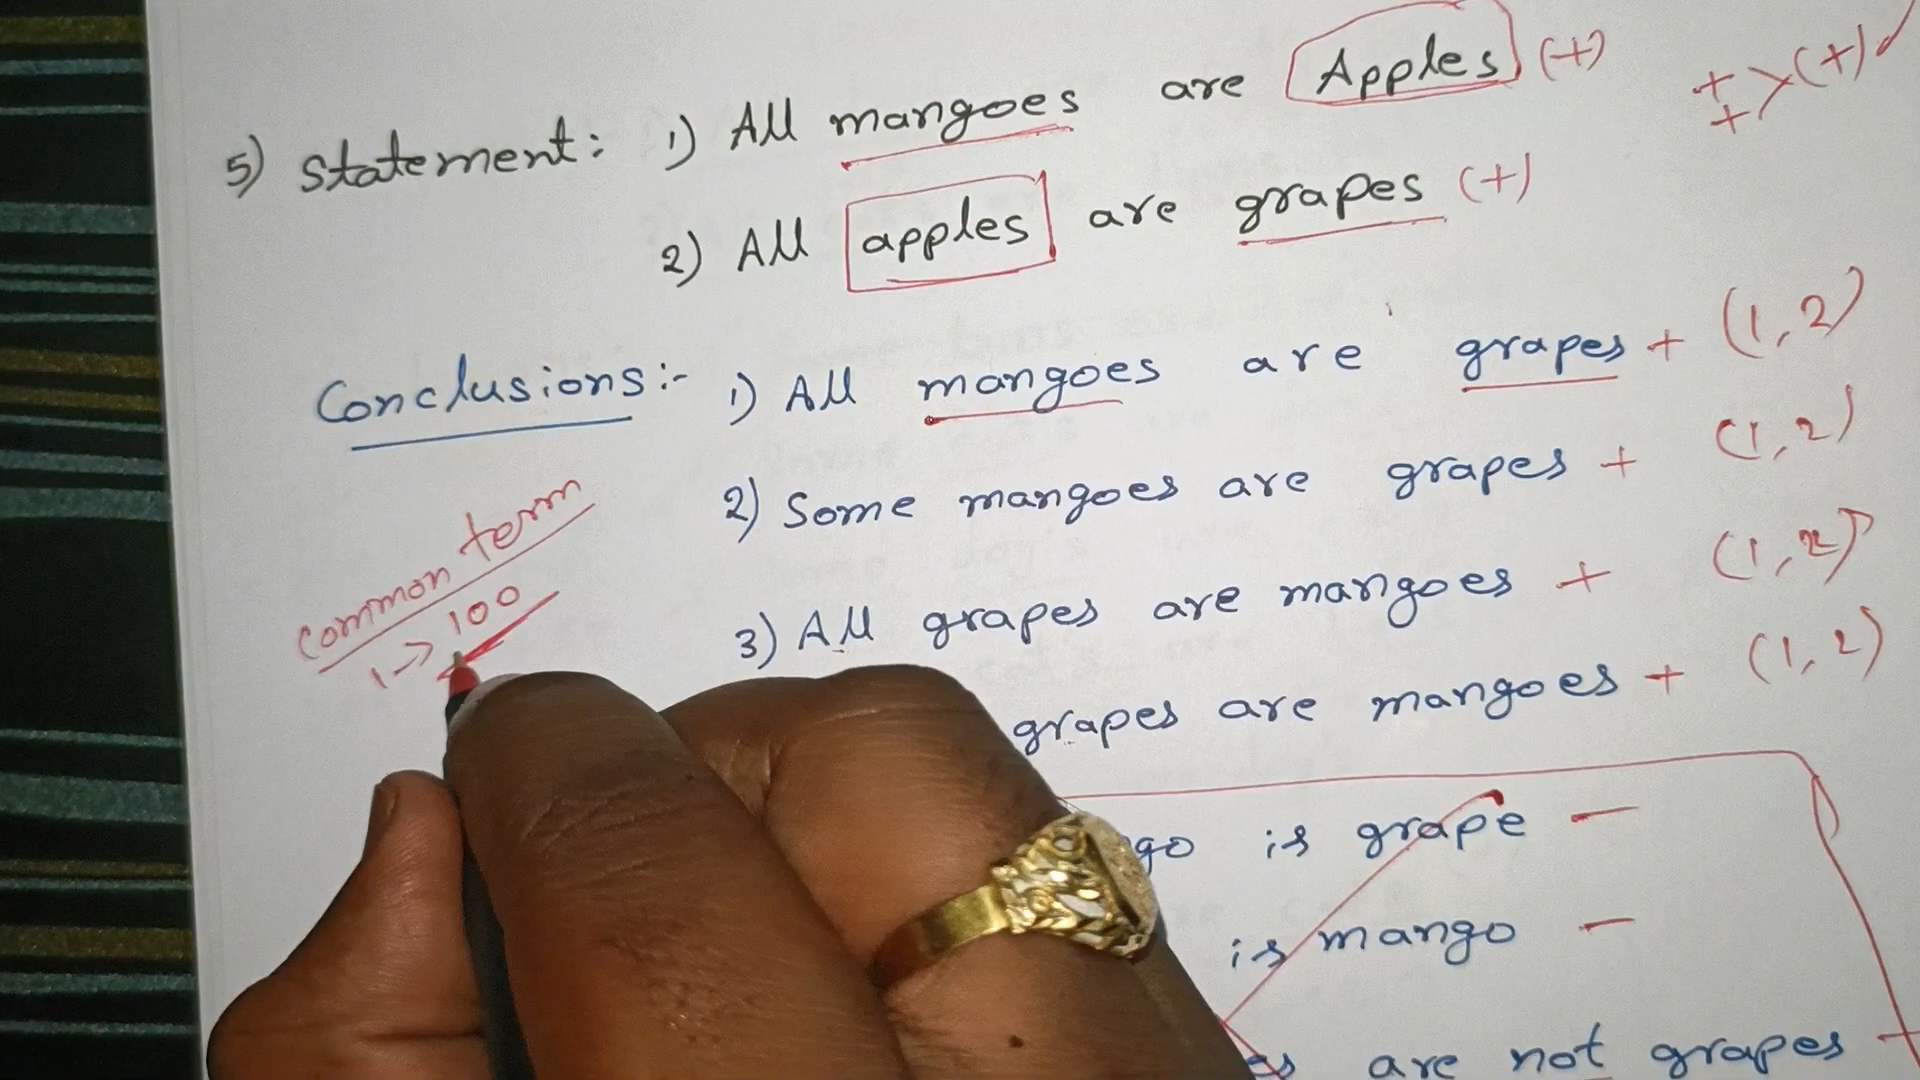 5) Statement: 1) All mangoes are Apples (+)
+ + (+)
2) All apples are grapes (+)
Conclusions:- 1) All mangoes are grapes + (1,2)
2) Some mangoes are grapes + (1,2)
common term
1 -> 100
3) All grapes are mangoes + (1,2)
grapes are mangoes + (1,2)
go is grape -
is mango -
es are not grapes